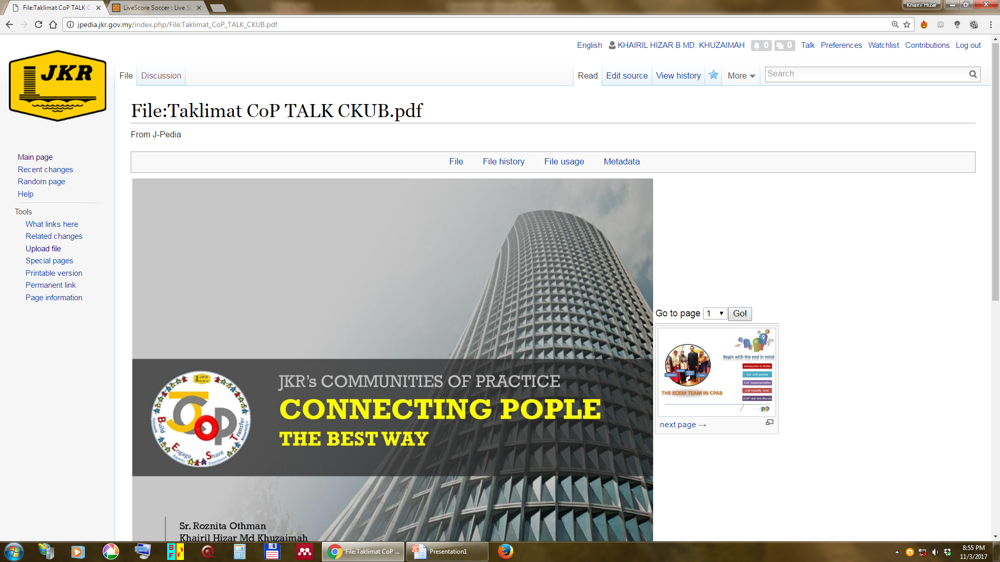 File:Taklimat CoP TALK C
LiveScore Soccer : Live Sc
Khairil Hizar
jpedia.jkr.gov.my/index.php/File:Taklimat_CoP_TALK_CKUB.pdf
English KHAIRIL HIZAR B MD. KHUZAIMAH 0 0 Talk Preferences Watchlist Contributions Log out
JKR
File Discussion Read Edit source View history More Search
File:Taklimat CoP TALK CKUB.pdf
From J-Pedia
Main page
Recent changes
Random page
Help
Tools
What links here
Related changes
Upload file
Special pages
Printable version
Permanent link
Page information
File File history File usage Metadata
JKR's COMMUNITIES OF PRACTICE
CONNECTING POPLE
THE BEST WAY
JCoP
Build
Network
Engage
Experts
Share
Experience
Transfer
Knowledge
Sr. Roznita Othman
Khairil Hizar Md Khuzaimah
Go to page 1 Go!
Begin with the end in mind
Introduction to ECKM
Our CoP journey
CoP implementation
CoP maturity level
JCoP -ask and discuss
THE ECKM TEAM IN CPAB
next page →
BF
File:Taklimat CoP ...
Presentation1
8:55 PM
11/3/2017